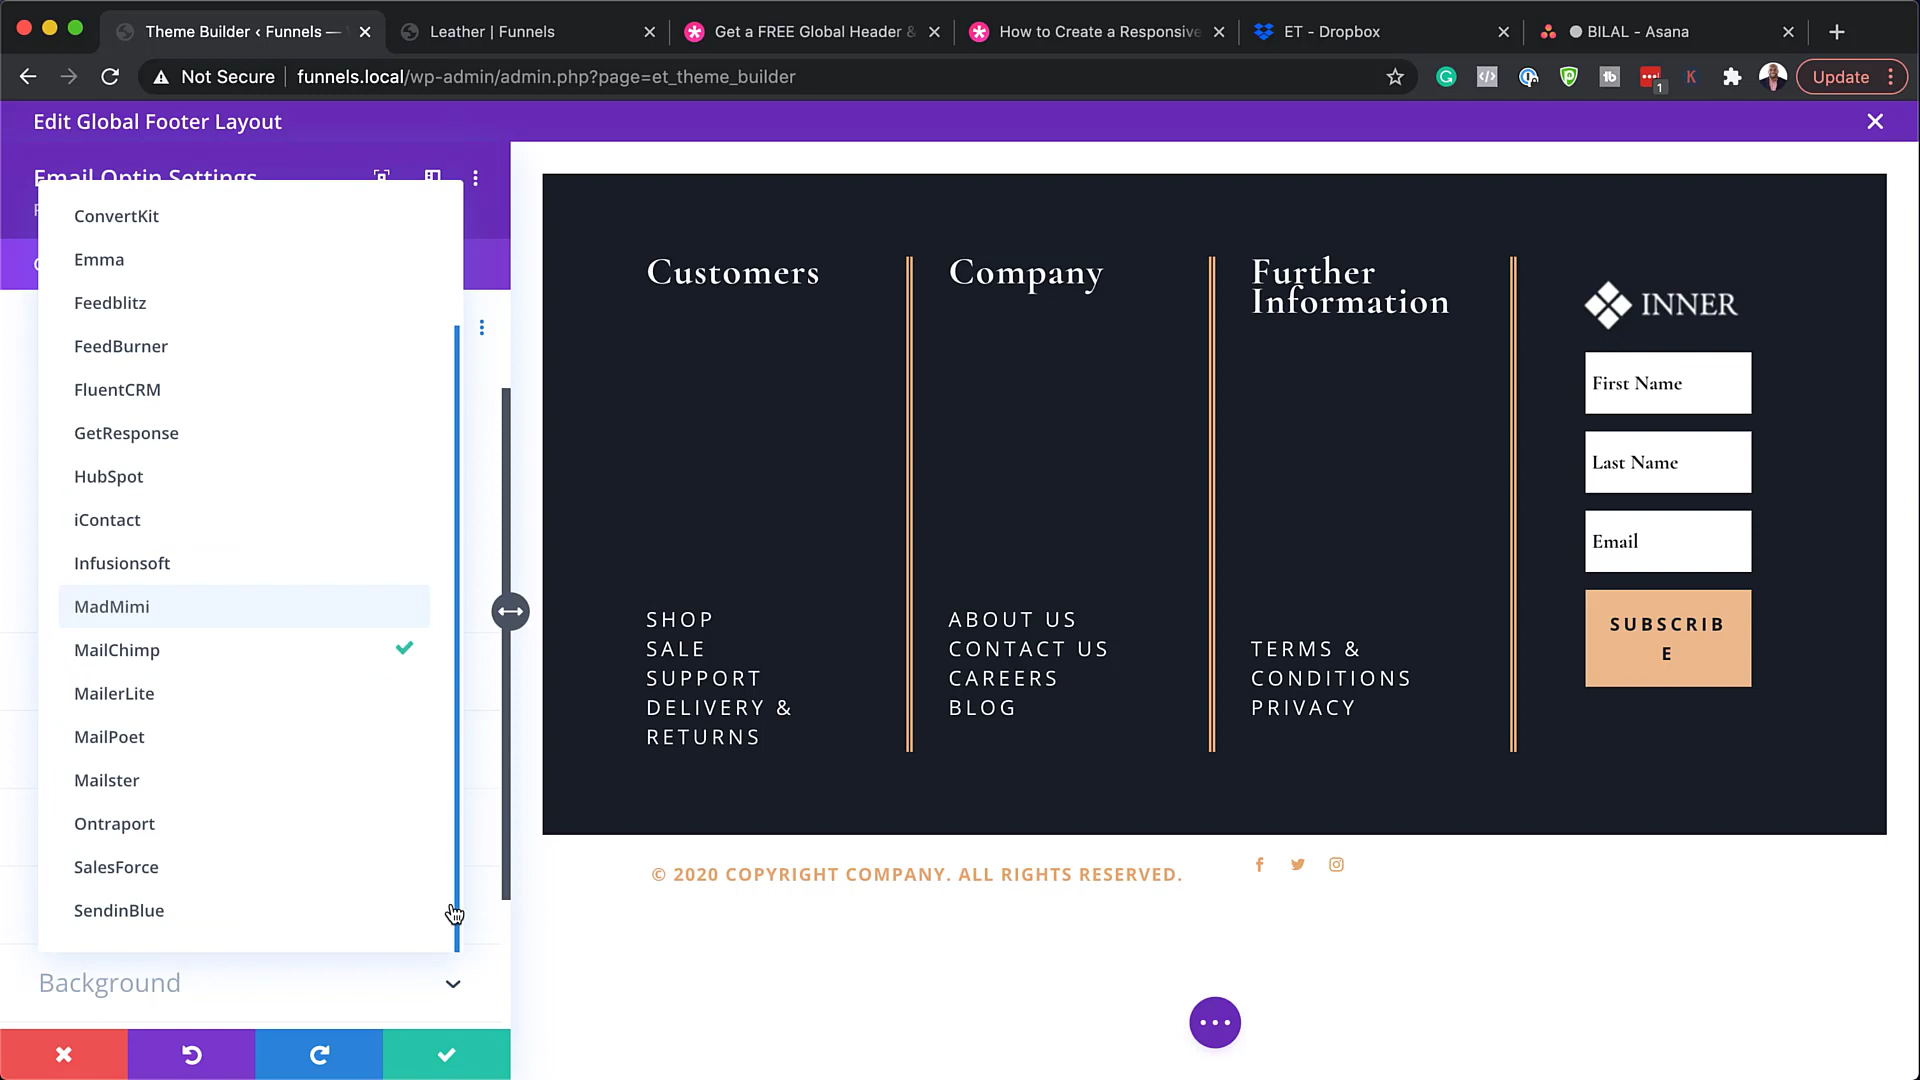 Theme Builder ‹ Funnels —
Leather | Funnels
Get a FREE Global Header &
How to Create a Responsive
ET - Dropbox
BILAL - Asana
Not Secure
funnels.local/wp-admin/admin.php?page=et_theme_builder
1
Update
Edit Global Footer Layout
Email Optin Settings
ConvertKit
Emma
Feedblitz
FeedBurner
FluentCRM
GetResponse
HubSpot
iContact
Infusionsoft
MadMimi
MailChimp
MailerLite
MailPoet
Mailster
Ontraport
SalesForce
SendinBlue
Background
Customers
SHOP
SALE
SUPPORT
DELIVERY &
RETURNS
Company
ABOUT US
CONTACT US
CAREERS
BLOG
Further
Information
TERMS &
CONDITIONS
PRIVACY
INNER
First Name
Last Name
Email
SUBSCRIB
E
© 2020 COPYRIGHT COMPANY. ALL RIGHTS RESERVED.